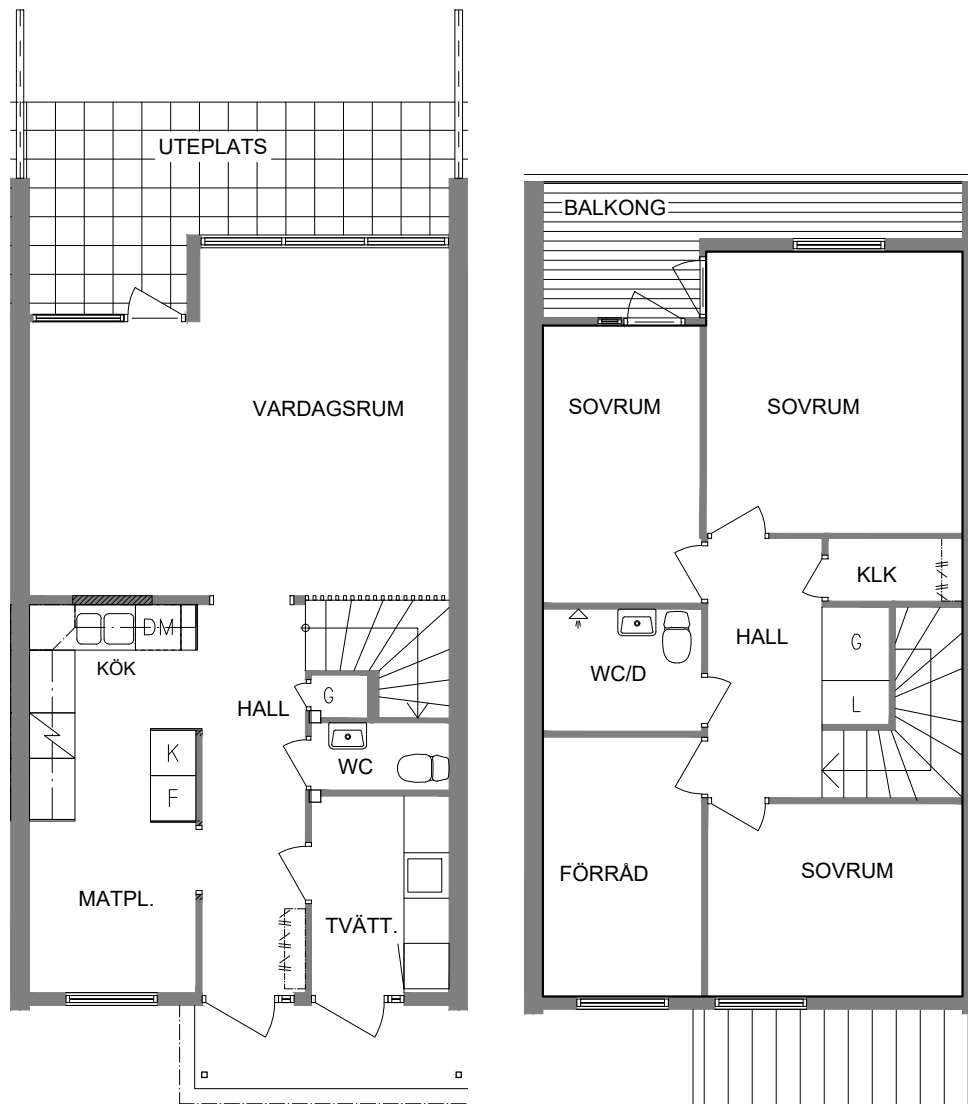 UTEPLATS
VARDAGSRUM
DM
KÖK
HALL
G
K
WC
F
MATPL.
TVÄTT.
BALKONG
SOVRUM
SOVRUM
KLK
HALL
G
WC/D
L
FÖRRÅD
SOVRUM